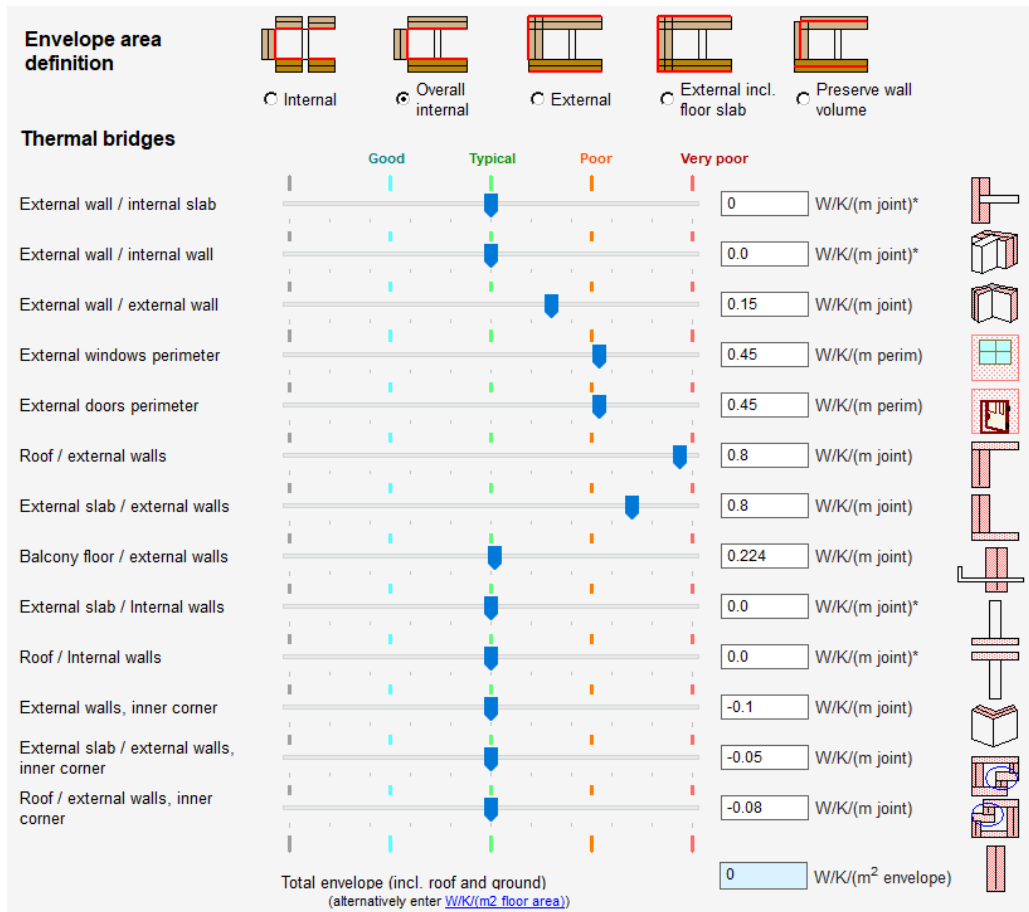 Envelope area
definition
Internal
Overall
internal
External
External incl.
floor slab
Preserve wall
volume
Thermal bridges
Good Typical Poor Very poor
External wall / internal slab 0 W/K/(m joint)*
External wall / internal wall 0.0 W/K/(m joint)*
External wall / external wall 0.15 W/K/(m joint)
External windows perimeter 0.45 W/K/(m perim)
External doors perimeter 0.45 W/K/(m perim)
Roof / external walls 0.8 W/K/(m joint)
External slab / external walls 0.8 W/K/(m joint)
Balcony floor / external walls 0.224 W/K/(m joint)
External slab / Internal walls 0.0 W/K/(m joint)*
Roof / Internal walls 0.0 W/K/(m joint)*
External walls, inner corner -0.1 W/K/(m joint)
External slab / external walls,
inner corner -0.05 W/K/(m joint)
Roof / external walls, inner
corner -0.08 W/K/(m joint)
Total envelope (incl. roof and ground) 0 W/K/(m² envelope)
(alternatively enter W/K/(m2 floor area))